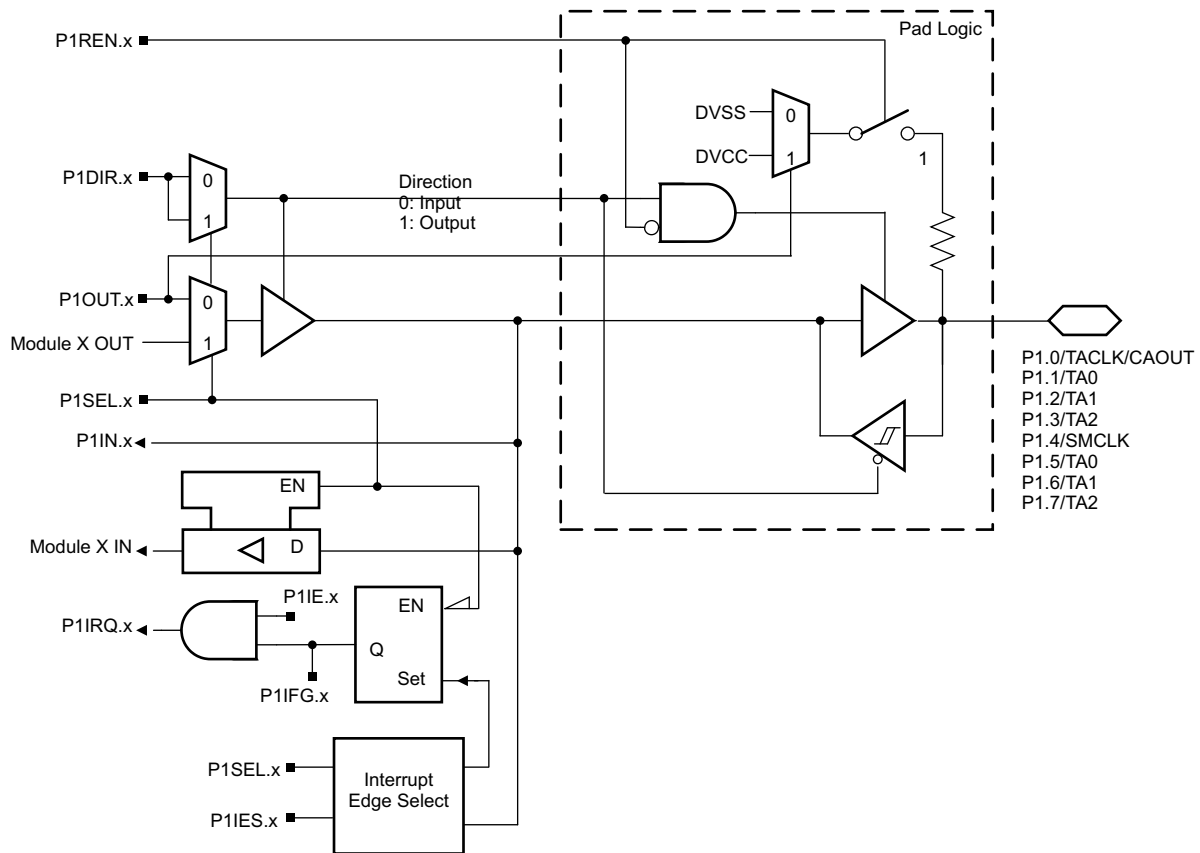 Pad Logic
P1REN.x
DVSS
0
DVCC
1
1
P1DIR.x
0
1
Direction
0: Input
1: Output
P1OUT.x
0
Module X OUT
1
P1SEL.x
P1IN.x
EN
Module X IN
D
P1.0/TACLK/CAOUT
P1.1/TA0
P1.2/TA1
P1.3/TA2
P1.4/SMCLK
P1.5/TA0
P1.6/TA1
P1.7/TA2
P1IE.x
P1IRQ.x
EN
Q
Set
P1IFG.x
P1SEL.x
P1IES.x
Interrupt
Edge Select